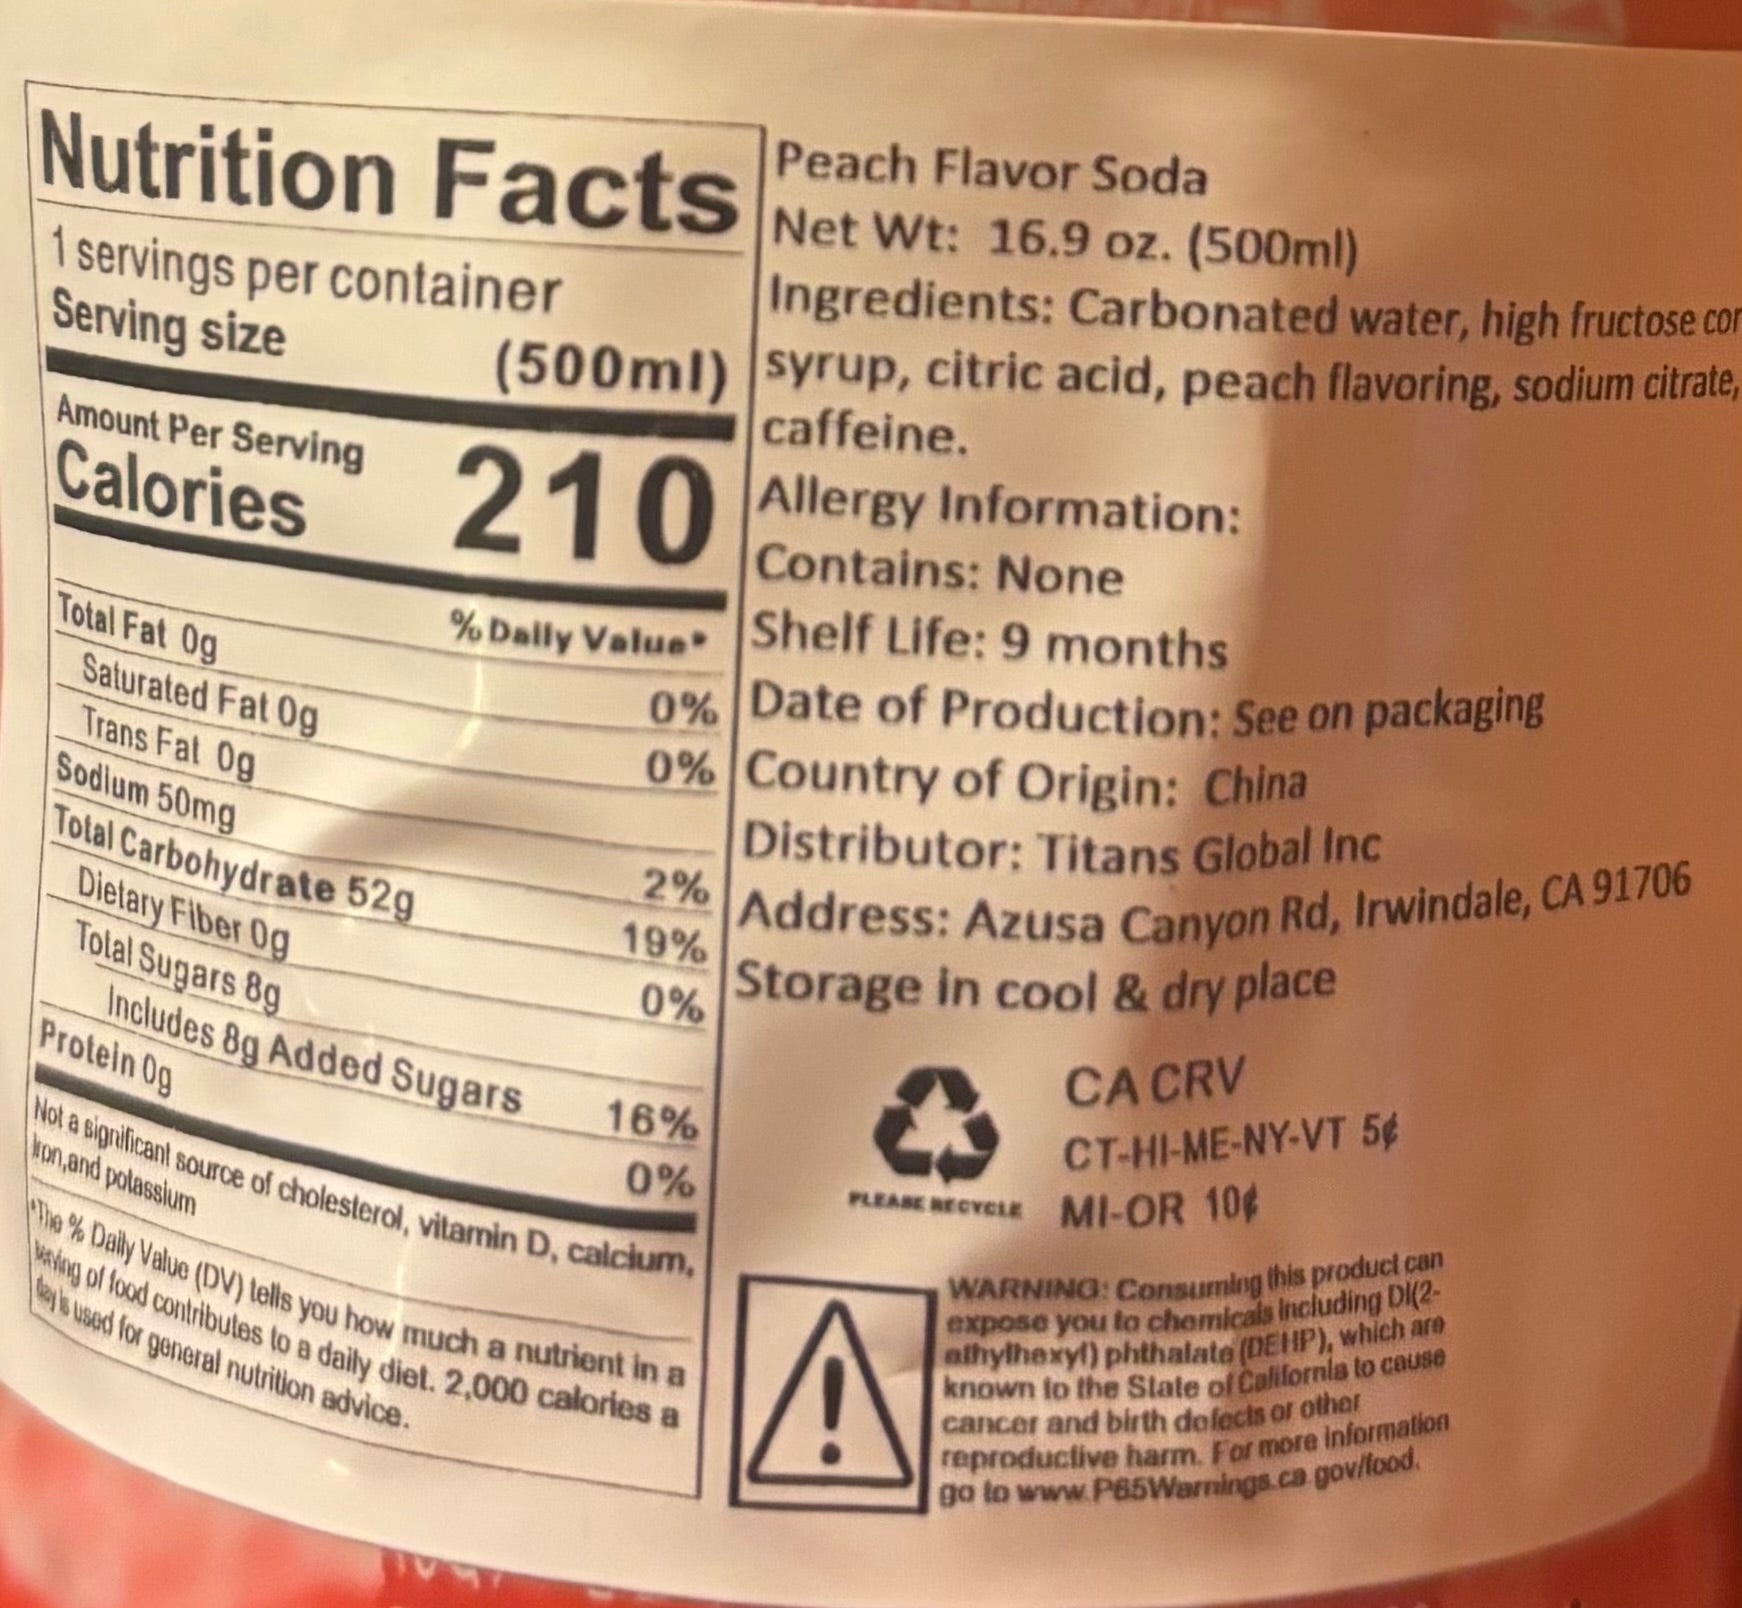 Nutrition Facts
1 servings per container
Serving size (500ml)
Amount Per Serving
Calories 210
% Daily Value*
Total Fat 0g 0%
Saturated Fat 0g 0%
Trans Fat 0g
Sodium 50mg 2%
Total Carbohydrate 52g 19%
Dietary Fiber 0g 0%
Total Sugars 8g
Includes 8g Added Sugars 16%
Protein 0g 0%
Not a significant source of cholesterol, vitamin D, calcium,
iron,and potassium
*The % Daily Value (DV) tells you how much a nutrient in a
serving of food contributes to a daily diet. 2,000 calories a
day is used for general nutrition advice.
Peach Flavor Soda
Net Wt: 16.9 oz. (500ml)
Ingredients: Carbonated water, high fructose cor
syrup, citric acid, peach flavoring, sodium citrate,
caffeine.
Allergy Information:
Contains: None
Shelf Life: 9 months
Date of Production: See on packaging
Country of Origin: China
Distributor: Titans Global Inc
Address: Azusa Canyon Rd, Irwindale, CA 91706
Storage in cool & dry place
PLEASE RECYCLE
CA CRV
CT-HI-ME-NY-VT 5¢
MI-OR 10¢
WARNING: Consuming this product can
expose you to chemicals including DI(2-
ethylhexyl) phthalate (DEHP), which are
known to the State of California to cause
cancer and birth defects or other
reproductive harm. For more information
go to www.P65Warnings.ca.gov/food.